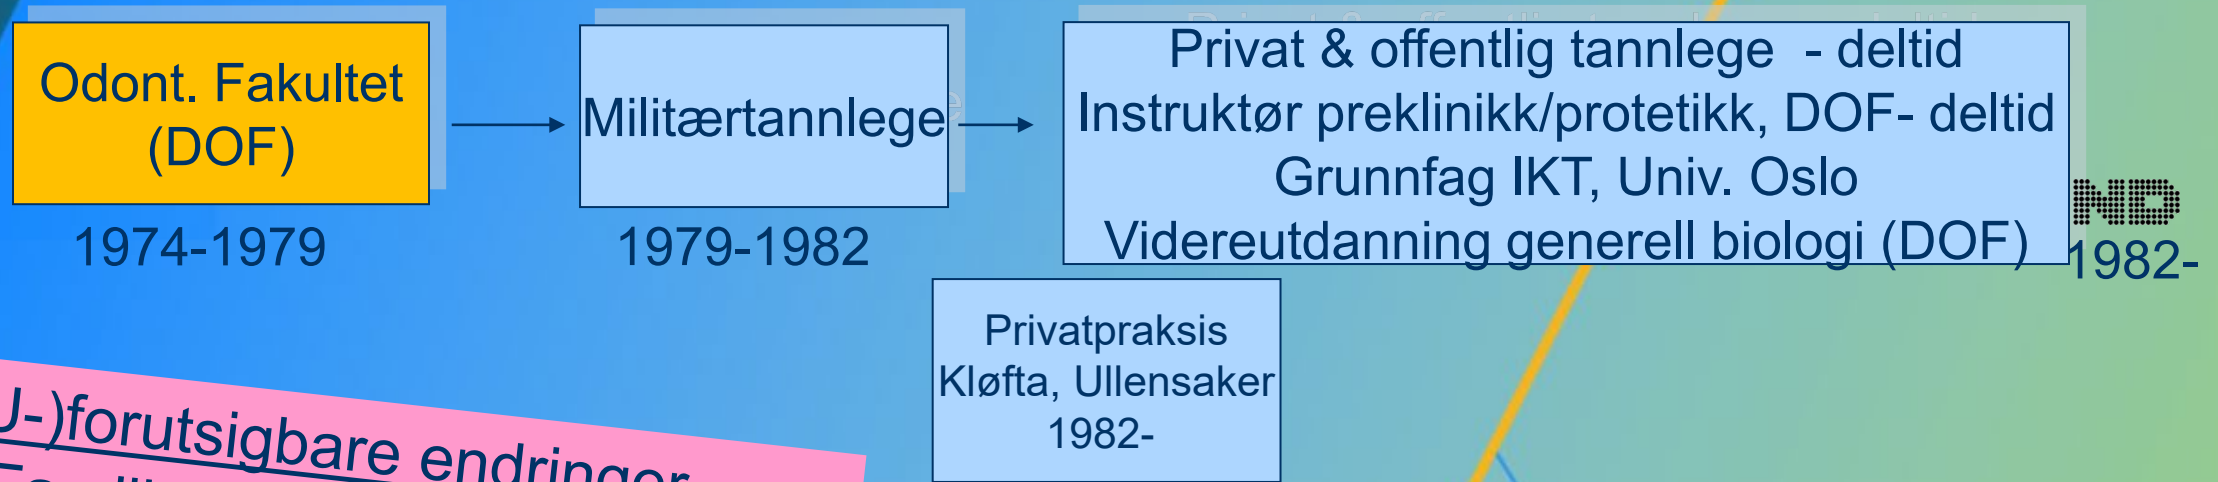 Odont. Fakultet
(DOF)
1974-1979
Militærtannlege
1979-1982
Privat & offentlig tannlege - deltid
Instruktør preklinikk/protetikk, DOF- deltid
Grunnfag IKT, Univ. Oslo
Videreutdanning generell biologi (DOF)
1982-
Privatpraksis
Kløfta, Ullensaker
1982-
U-)forutsigbare endringer